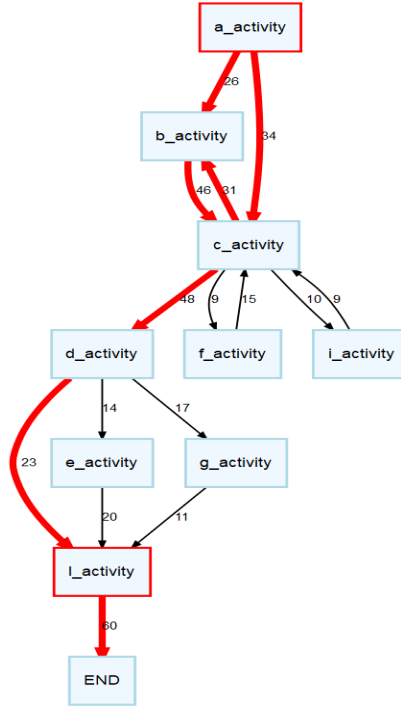 a_activity
26
34
b_activity
46
31
c_activity
48
9
15
10
9
d_activity
f_activity
i_activity
14
17
23
e_activity
g_activity
20
11
l_activity
60
END